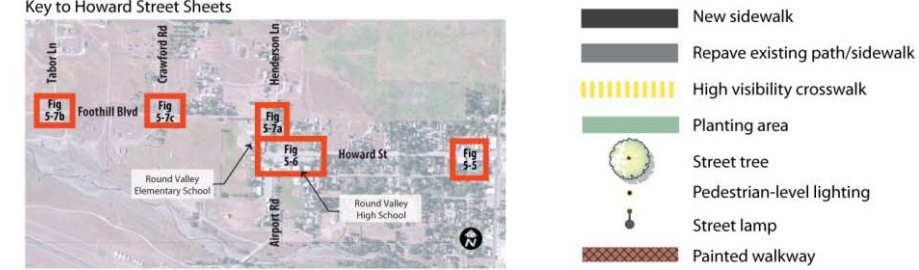 Key to Howard Street Sheets
Tabor Ln
Crawford Rd
Henderson Ln
Fig
5-7b
Foothill Blvd
Fig
5-7c
Fig
5-7a
Fig
5-6
Howard St
Fig
5-5
Round Valley
Elementary School
Round Valley
High School
Airport Rd
N
New sidewalk
Repave existing path/sidewalk
High visibility crosswalk
Planting area
Street tree
Pedestrian-level lighting
Street lamp
Painted walkway